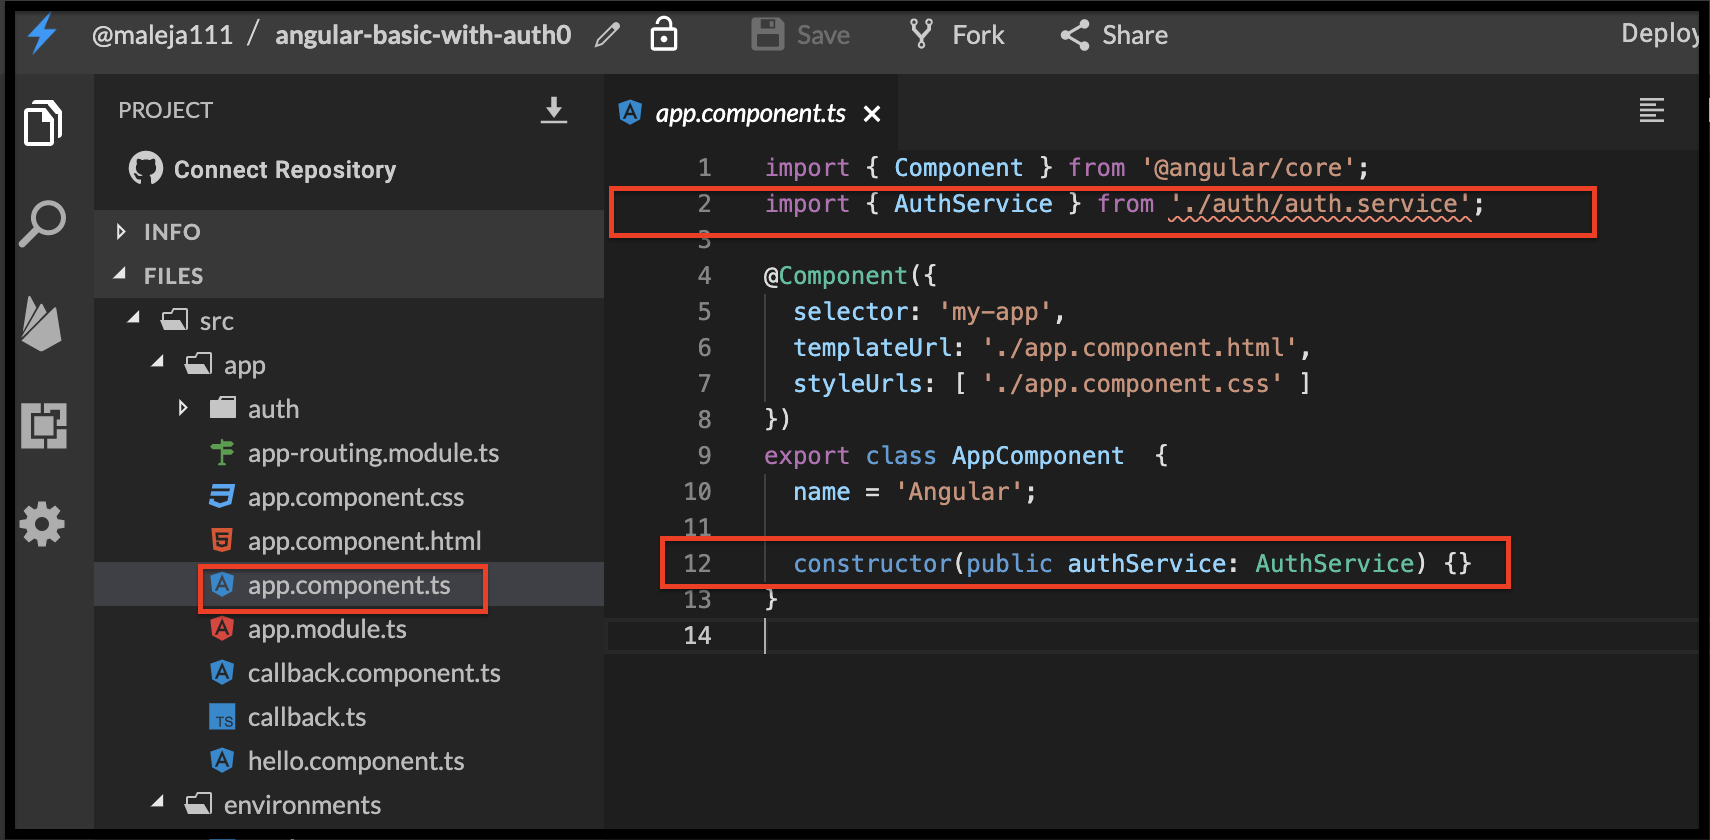 @maleja111 / angular-basic-with-auth0
Save
Fork
Share
Deploy
PROJECT
Connect Repository
INFO
FILES
src
app
auth
app-routing.module.ts
app.component.css
app.component.html
app.component.ts
app.module.ts
callback.component.ts
TS callback.ts
hello.component.ts
environments
app.component.ts
1 import { Component } from '@angular/core';
2 import { AuthService } from './auth/auth.service';
3
4 @Component({
5 selector: 'my-app',
6 templateUrl: './app.component.html',
7 styleUrls: [ './app.component.css' ]
8 })
9 export class AppComponent  {
10 name = 'Angular';
11
12 constructor(public authService: AuthService) {}
13 }
14